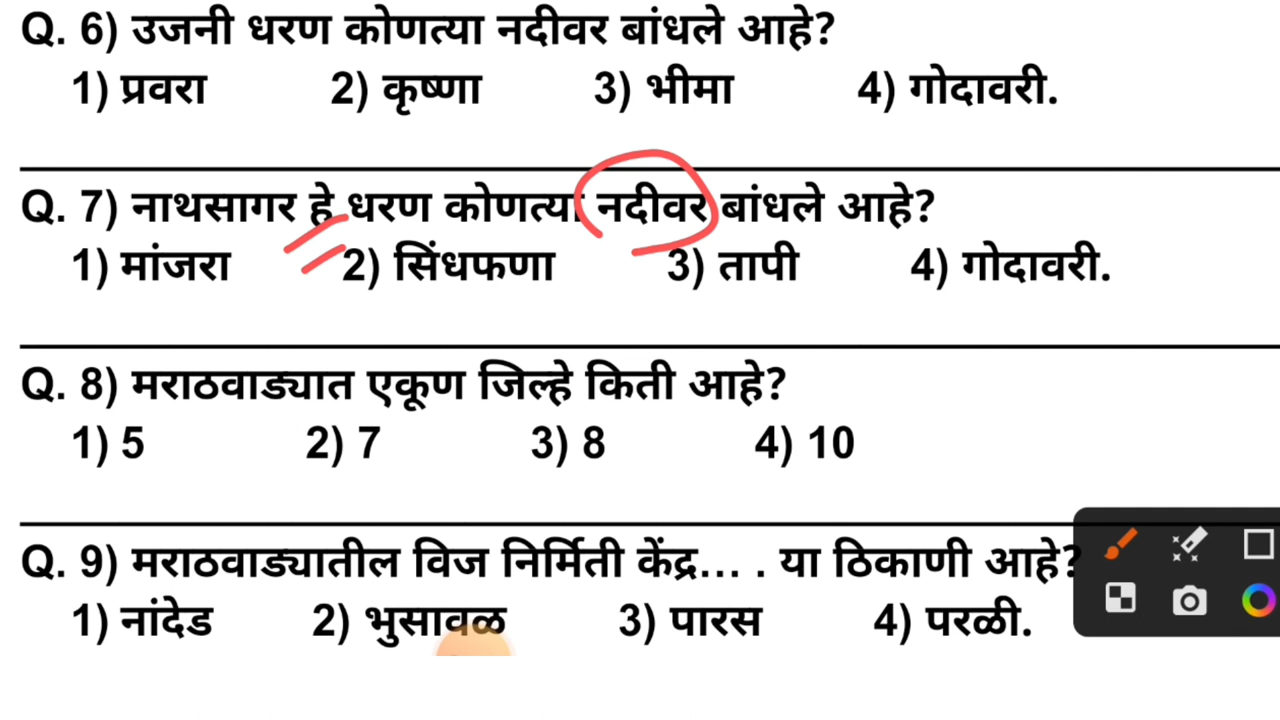 Q. 6) उजनी धरण कोणत्या नदीवर बांधले आहे?
1) प्रवरा 2) कृष्णा 3) भीमा 4) गोदावरी.
Q. 7) नाथसागर हे धरण कोणत्या नदीवर बांधले आहे?
1) मांजरा 2) सिंधफणा 3) तापी 4) गोदावरी.
Q. 8) मराठवाड्यात एकूण जिल्हे किती आहे?
1) 5 2) 7 3) 8 4) 10
Q. 9) मराठवाड्यातील विज निर्मिती केंद्र... . या ठिकाणी आहे?
1) नांदेड 2) भुसावळ 3) पारस 4) परळी.